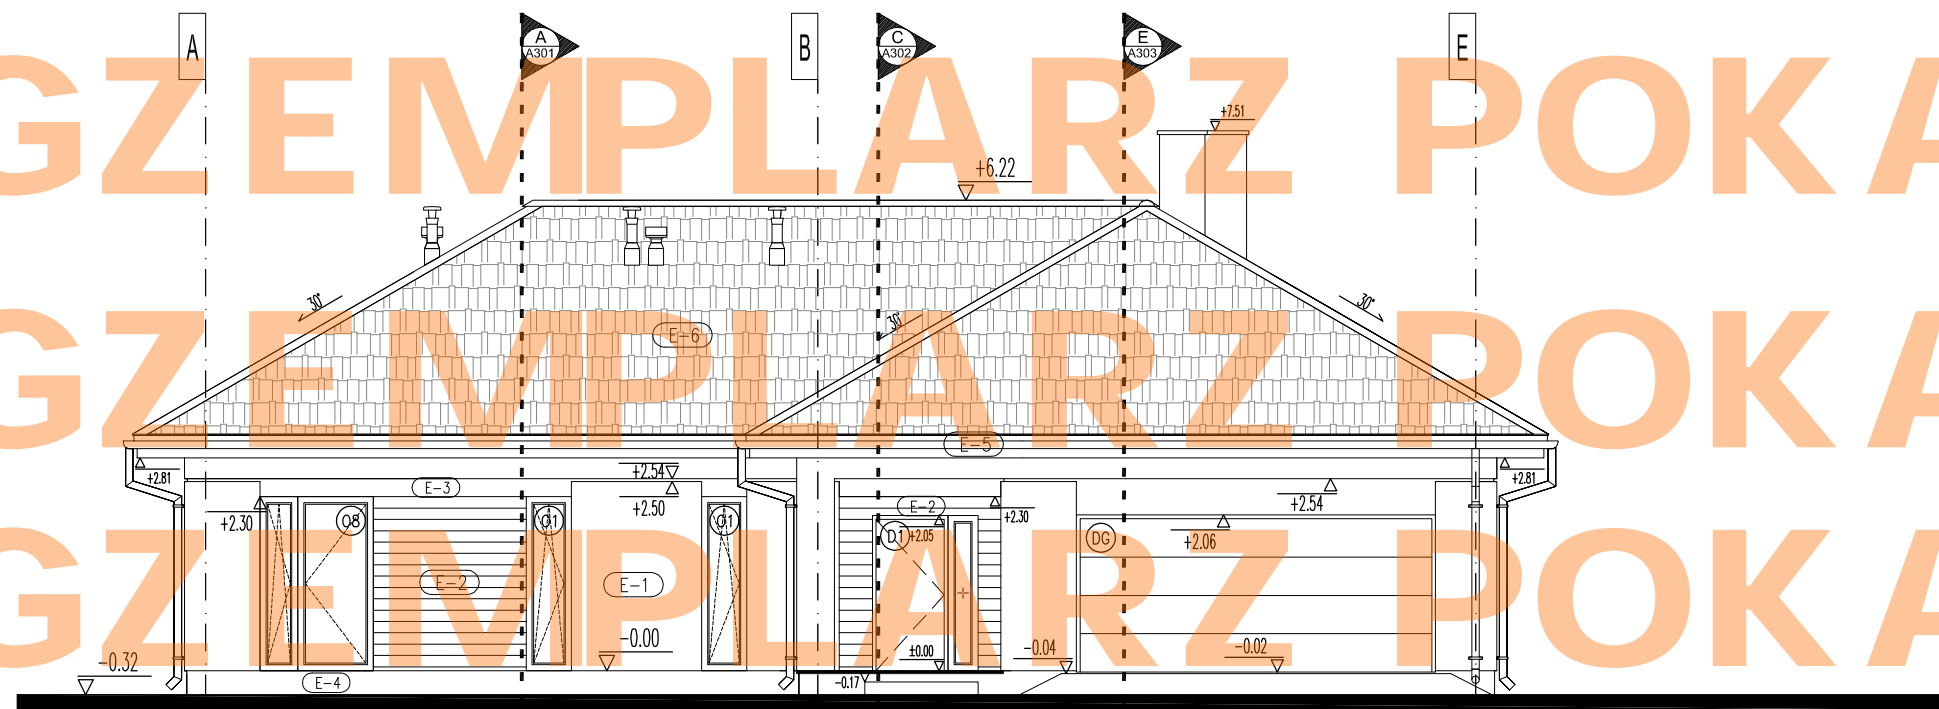 A
A
A301
B
C
A302
E
A303
E
GZEMPLARZ POKA
+7.51
+6.22
30°
30°
30°
E-6
GZEMPLARZ POKA
E-5
+2.81
+2.54
+2.81
E-3
+2.50
+2.54
E-2
+2.30
+2.30
08
01
01
D1
+2.05
DG
+2.06
GZEMPLARZ POKA
E-2
E-1
-0.00
±0.00
-0.04
-0.02
-0.32
E-4
-0.17